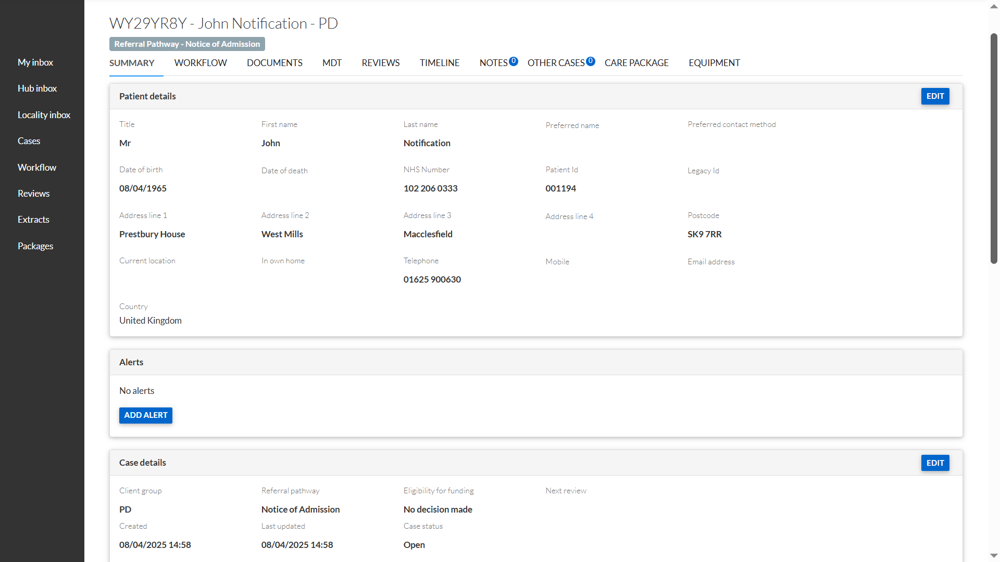 WY29YR8Y - John Notification - PD
Referral Pathway - Notice of Admission
My inbox
Hub inbox
Locality inbox
Cases
Workflow
Reviews
Extracts
Packages
SUMMARY WORKFLOW DOCUMENTS MDT REVIEWS TIMELINE NOTES 0 OTHER CASES 0 CARE PACKAGE EQUIPMENT
Patient details EDIT
Title First name Last name Preferred name Preferred contact method
Mr John Notification
Date of birth Date of death NHS Number Patient Id Legacy Id
08/04/1965 102 206 0333 001194
Address line 1 Address line 2 Address line 3 Address line 4 Postcode
Prestbury House West Mills Macclesfield SK9 7RR
Current location In own home Telephone Mobile Email address
01625 900630
Country
United Kingdom
Alerts
No alerts
ADD ALERT
Case details EDIT
Client group Referral pathway Eligibility for funding Next review
PD Notice of Admission No decision made
Created Last updated Case status
08/04/2025 14:58 08/04/2025 14:58 Open